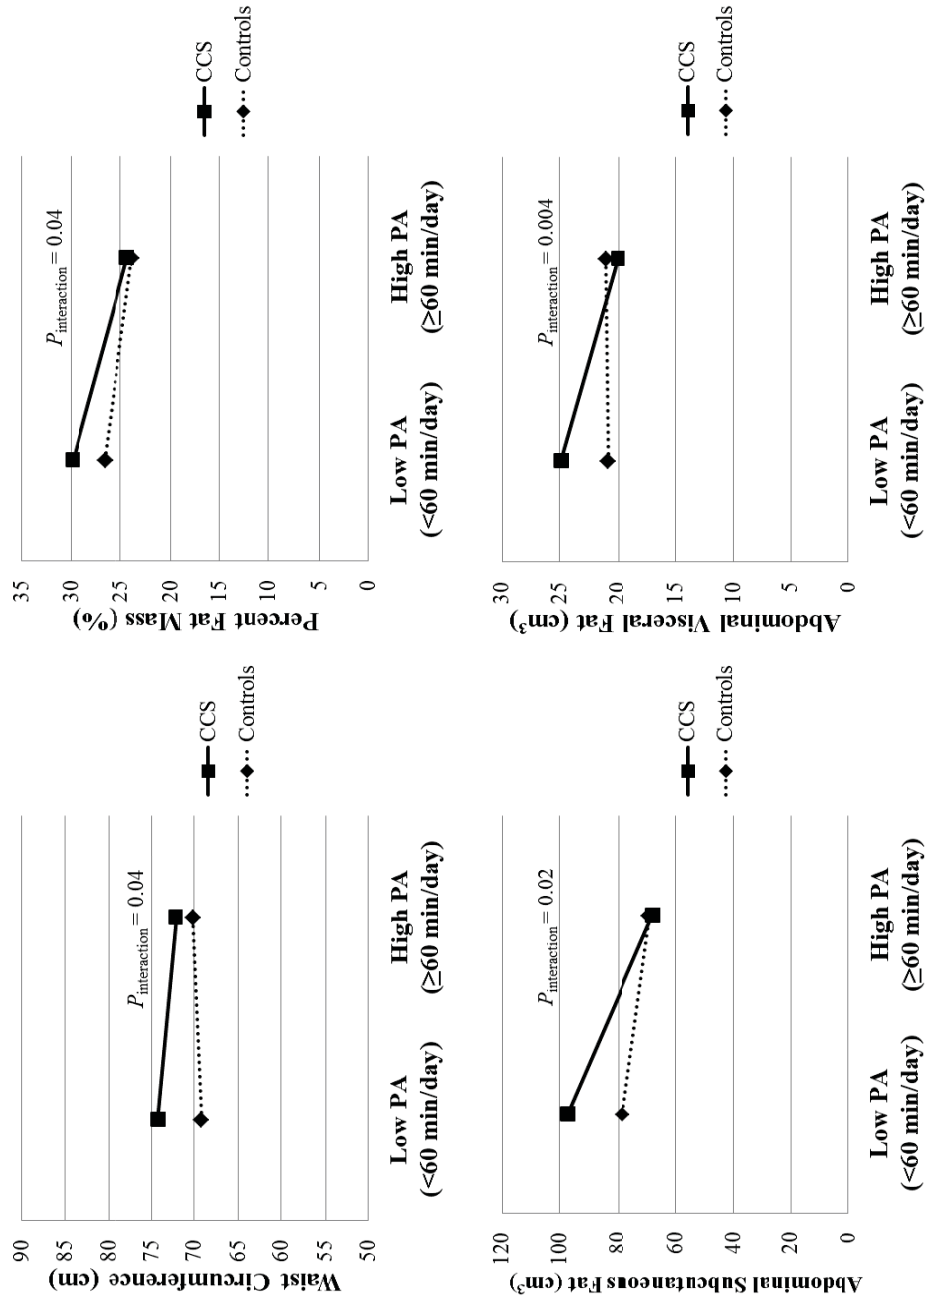 Waist Circumference (cm)
90
85
80
75
70
65
60
55
50
P interaction = 0.04
Low PA
(<60 min/day)
High PA
(≥60 min/day)
CCS
Controls
Percent Fat Mass (%)
35
30
25
20
15
10
5
0
P interaction = 0.04
Low PA
(<60 min/day)
High PA
(≥60 min/day)
CCS
Controls
Abdominal Subcutaneous Fat (cm³)
120
100
80
60
40
20
0
P interaction = 0.02
Low PA
(<60 min/day)
High PA
(≥60 min/day)
CCS
Controls
Abdominal Visceral Fat (cm³)
30
25
20
15
10
5
0
P interaction = 0.004
Low PA
(<60 min/day)
High PA
(≥60 min/day)
CCS
Controls